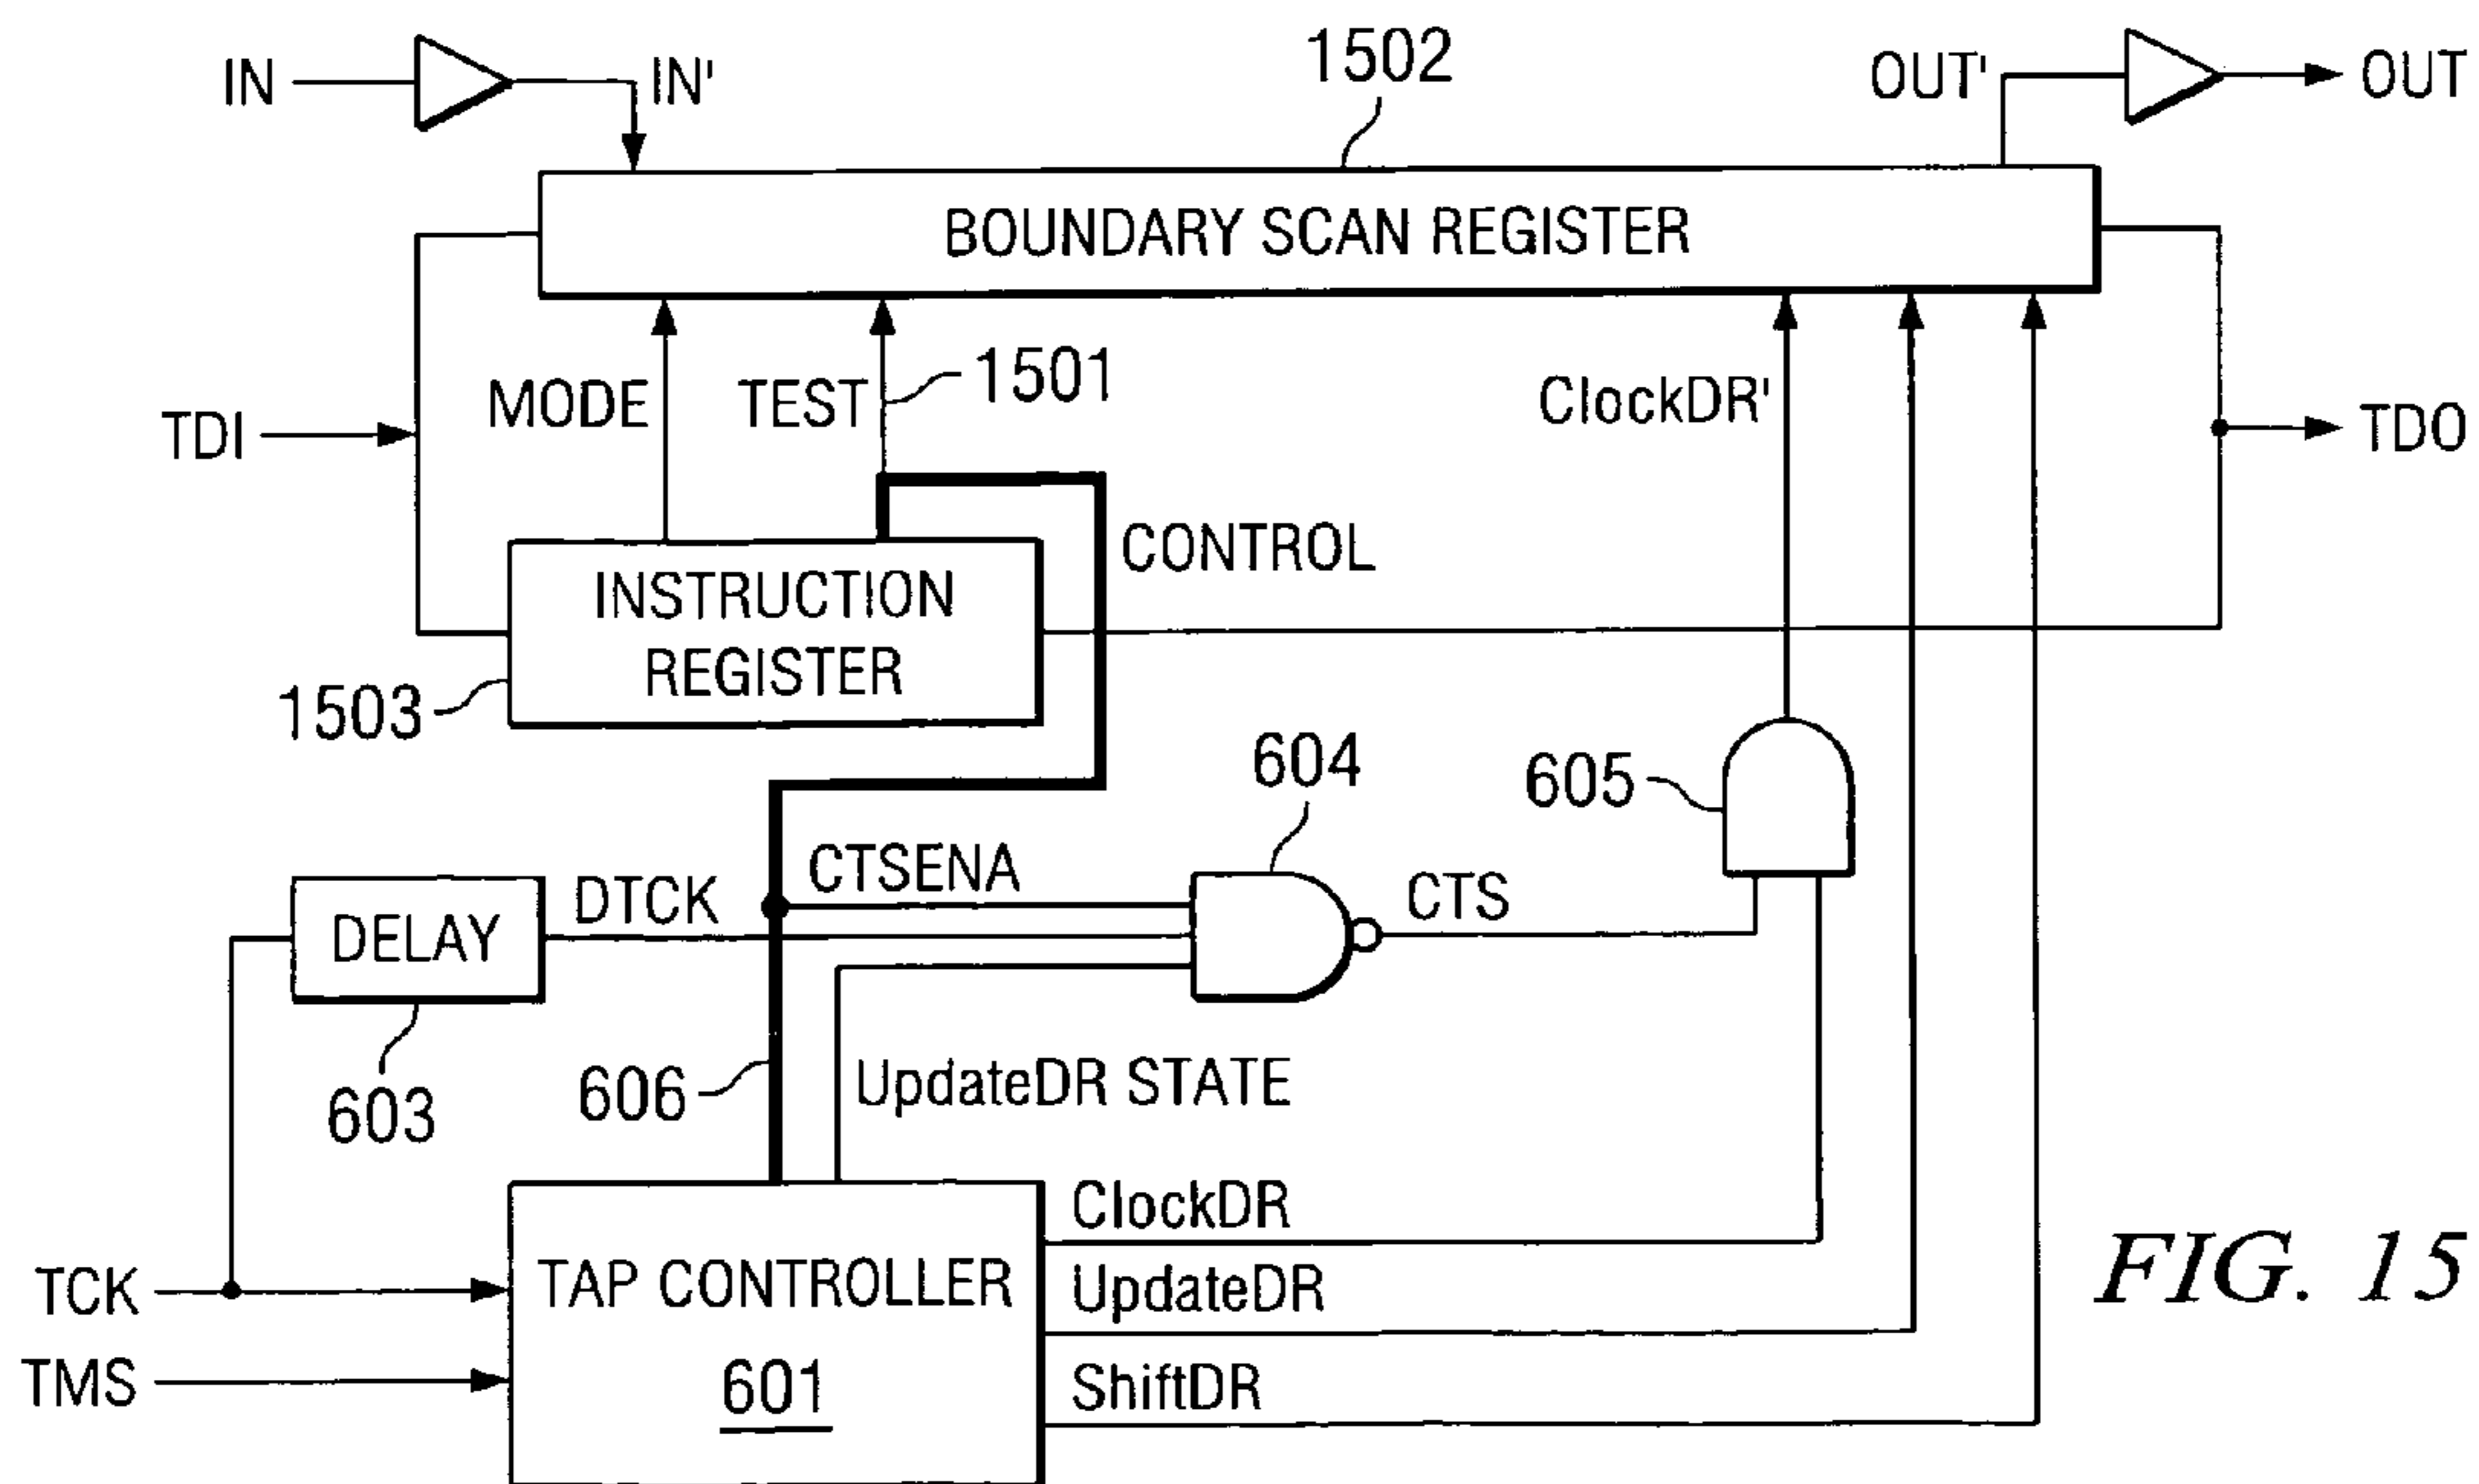 1502
IN
IN'
OUT'
OUT
BOUNDARY SCAN REGISTER
TDI
MODE
TEST
1501
ClockDR'
TDO
CONTROL
INSTRUCTION
REGISTER
1503
604
605
CTSENA
DTCK
CTS
DELAY
603
606
UpdateDR STATE
ClockDR
TCK
TAP CONTROLLER
UpdateDR
FIG. 15
TMS
601
ShiftDR